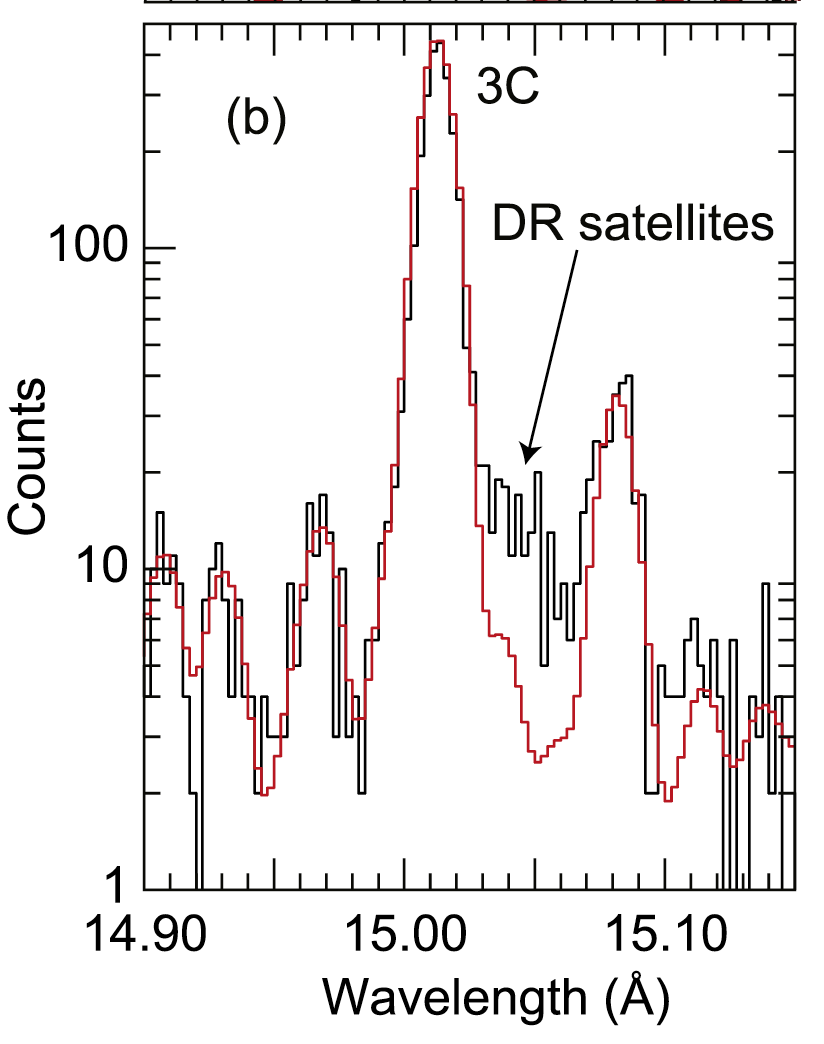 (b)
3C
DR satellites
100
10
1
Counts
14.90 15.00 15.10
Wavelength (Å)